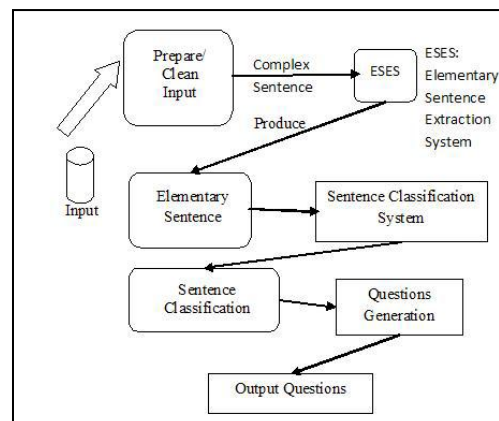 Prepare/
Clean
Input
Complex
Sentence
ESES
ESES:
Elementary
Sentence
Extraction
System
Produce
Input
Elementary
Sentence
Sentence Classification
System
Sentence
Classification
Questions
Generation
Output Questions